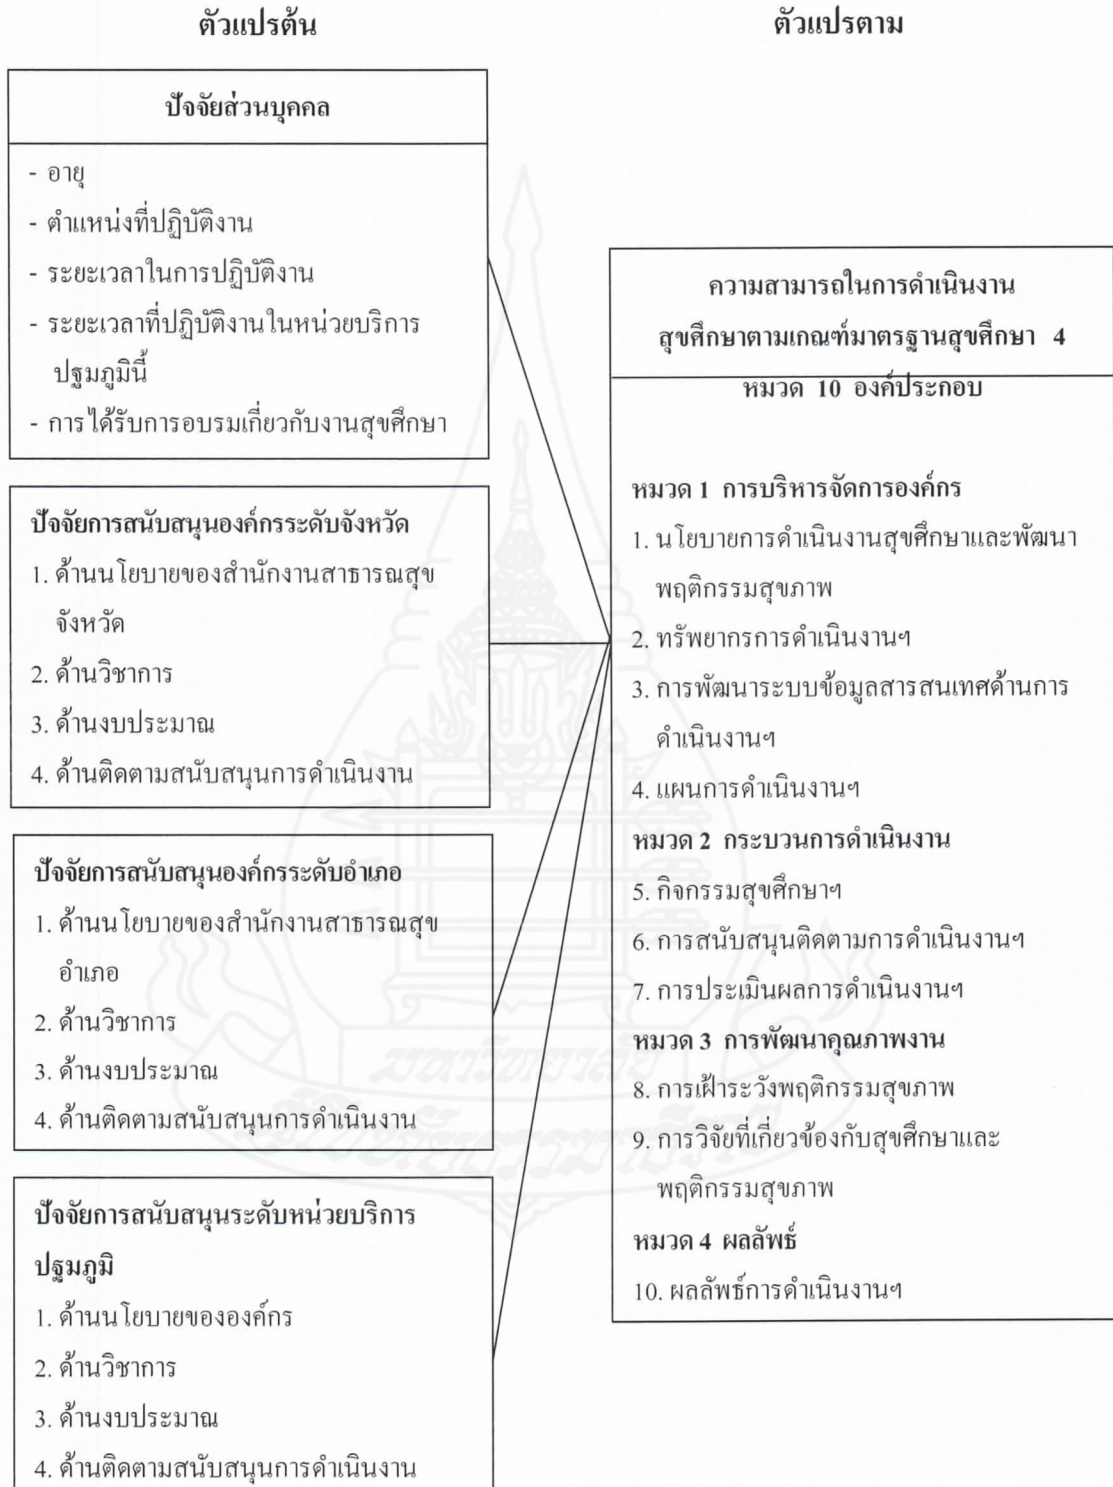 ตัวแปรต้น
ตัวแปรตาม
ปัจจัยส่วนบุคคล
- อายุ
- ตำแหน่งที่ปฏิบัติงาน
- ระยะเวลาในการปฏิบัติงาน
- ระยะเวลาที่ปฏิบัติงานในหน่วยบริการ
ปฐมภูมินี้
- การได้รับการอบรมเกี่ยวกับงานสุขศึกษา
ปัจจัยการสนับสนุนองค์กรระดับจังหวัด
1. ด้านนโยบายของสำนักงานสาธารณสุข
จังหวัด
2. ด้านวิชาการ
3. ด้านงบประมาณ
4. ด้านติดตามสนับสนุนการดำเนินงาน
ปัจจัยการสนับสนุนองค์กรระดับอำเภอ
1. ด้านนโยบายของสำนักงานสาธารณสุข
อำเภอ
2. ด้านวิชาการ
3. ด้านงบประมาณ
4. ด้านติดตามสนับสนุนการดำเนินงาน
ปัจจัยการสนับสนุนระดับหน่วยบริการ
ปฐมภูมิ
1. ด้านนโยบายขององค์กร
2. ด้านวิชาการ
3. ด้านงบประมาณ
4. ด้านติดตามสนับสนุนการดำเนินงาน
ความสามารถในการดำเนินงาน
สุขศึกษาตามเกณฑ์มาตรฐานสุขศึกษา 4
หมวด 10 องค์ประกอบ
หมวด 1 การบริหารจัดการองค์กร
1. นโยบายการดำเนินงานสุขศึกษาและพัฒนา
พฤติกรรมสุขภาพ
2. ทรัพยากรการดำเนินงานฯ
3. การพัฒนาระบบข้อมูลสารสนเทศด้านการ
ดำเนินงานฯ
4. แผนการดำเนินงานฯ
หมวด 2 กระบวนการดำเนินงาน
5. กิจกรรมสุขศึกษาฯ
6. การสนับสนุนติดตามการดำเนินงานฯ
7. การประเมินผลการดำเนินงานฯ
หมวด 3 การพัฒนาคุณภาพงาน
8. การเฝ้าระวังพฤติกรรมสุขภาพ
9. การวิจัยที่เกี่ยวข้องกับสุขศึกษาและ
พฤติกรรมสุขภาพ
หมวด 4 ผลลัพธ์
10. ผลลัพธ์การดำเนินงานฯ
มหาวิทยาลัย
สุโขทัยธรรมาธิราช